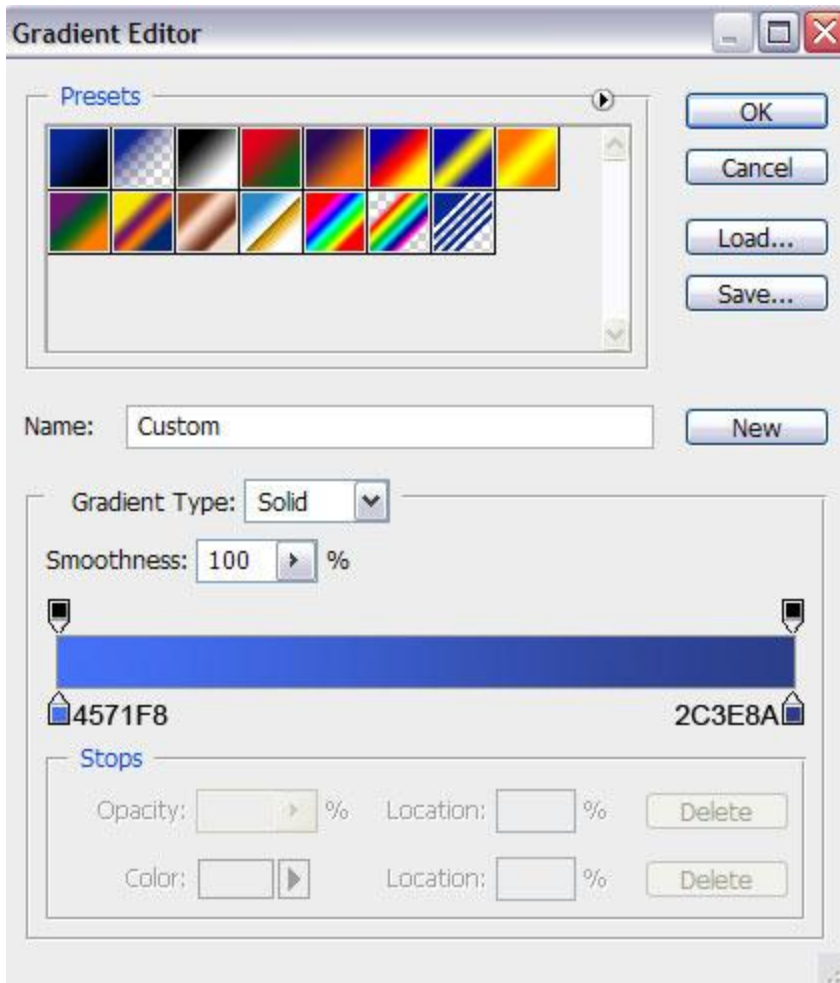 Gradient Editor
Presets
OK
Cancel
Load...
Save...
Name: Custom New
Gradient Type: Solid
Smoothness: 100 %
4571F8 2C3E8A
Stops
Opacity: % Location: % Delete
Color: Location: % Delete